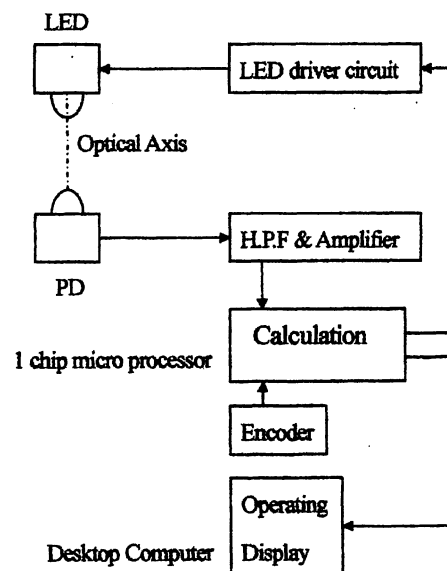 LED
LED driver circuit
Optical Axis
H.P.F & Amplifier
PD
Calculation
1 chip micro processor
Encoder
Operating
Desktop Computer
Display